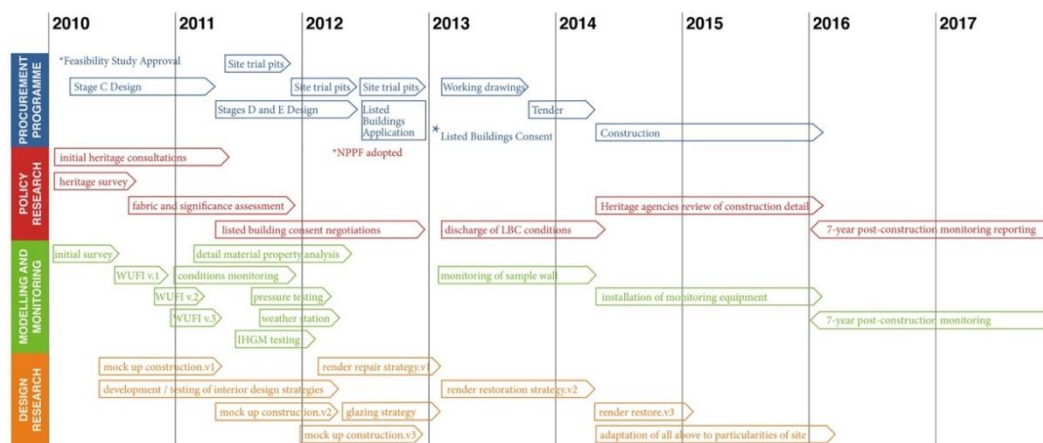 2010 2011 2012 2013 2014 2015 2016 2017
PROCUREMENT
PROGRAMME
*Feasibility Study Approval
Site trial pits
Stage C Design
Site trial pits
Site trial pits
Working drawings
Stages D and E Design
Listed
Buildings
Application
Tender
*Listed Buildings Consent
Construction
POLICY
RESEARCH
initial heritage consultations
*NPPF adopted
heritage survey
fabric and significance assessment
Heritage agencies review of construction detail
listed building consent negotiations
discharge of LBC conditions
7-year post-construction monitoring reporting
MODELLING AND
MONITORING
initial survey
detail material property analysis
WUFI v.1
conditions monitoring
monitoring of sample wall
WUFI v.2
pressure testing
installation of monitoring equipment
WUFI v.3
weather station
7-year post-construction monitoring
IHGM testing
DESIGN
RESEARCH
mock up construction.v1
render repair strategy.v1
development / testing of interior design strategies
render restoration strategy.v2
mock up construction.v2
glazing strategy
render restore.v3
mock up construction.v3
adaptation of all above to particularities of site